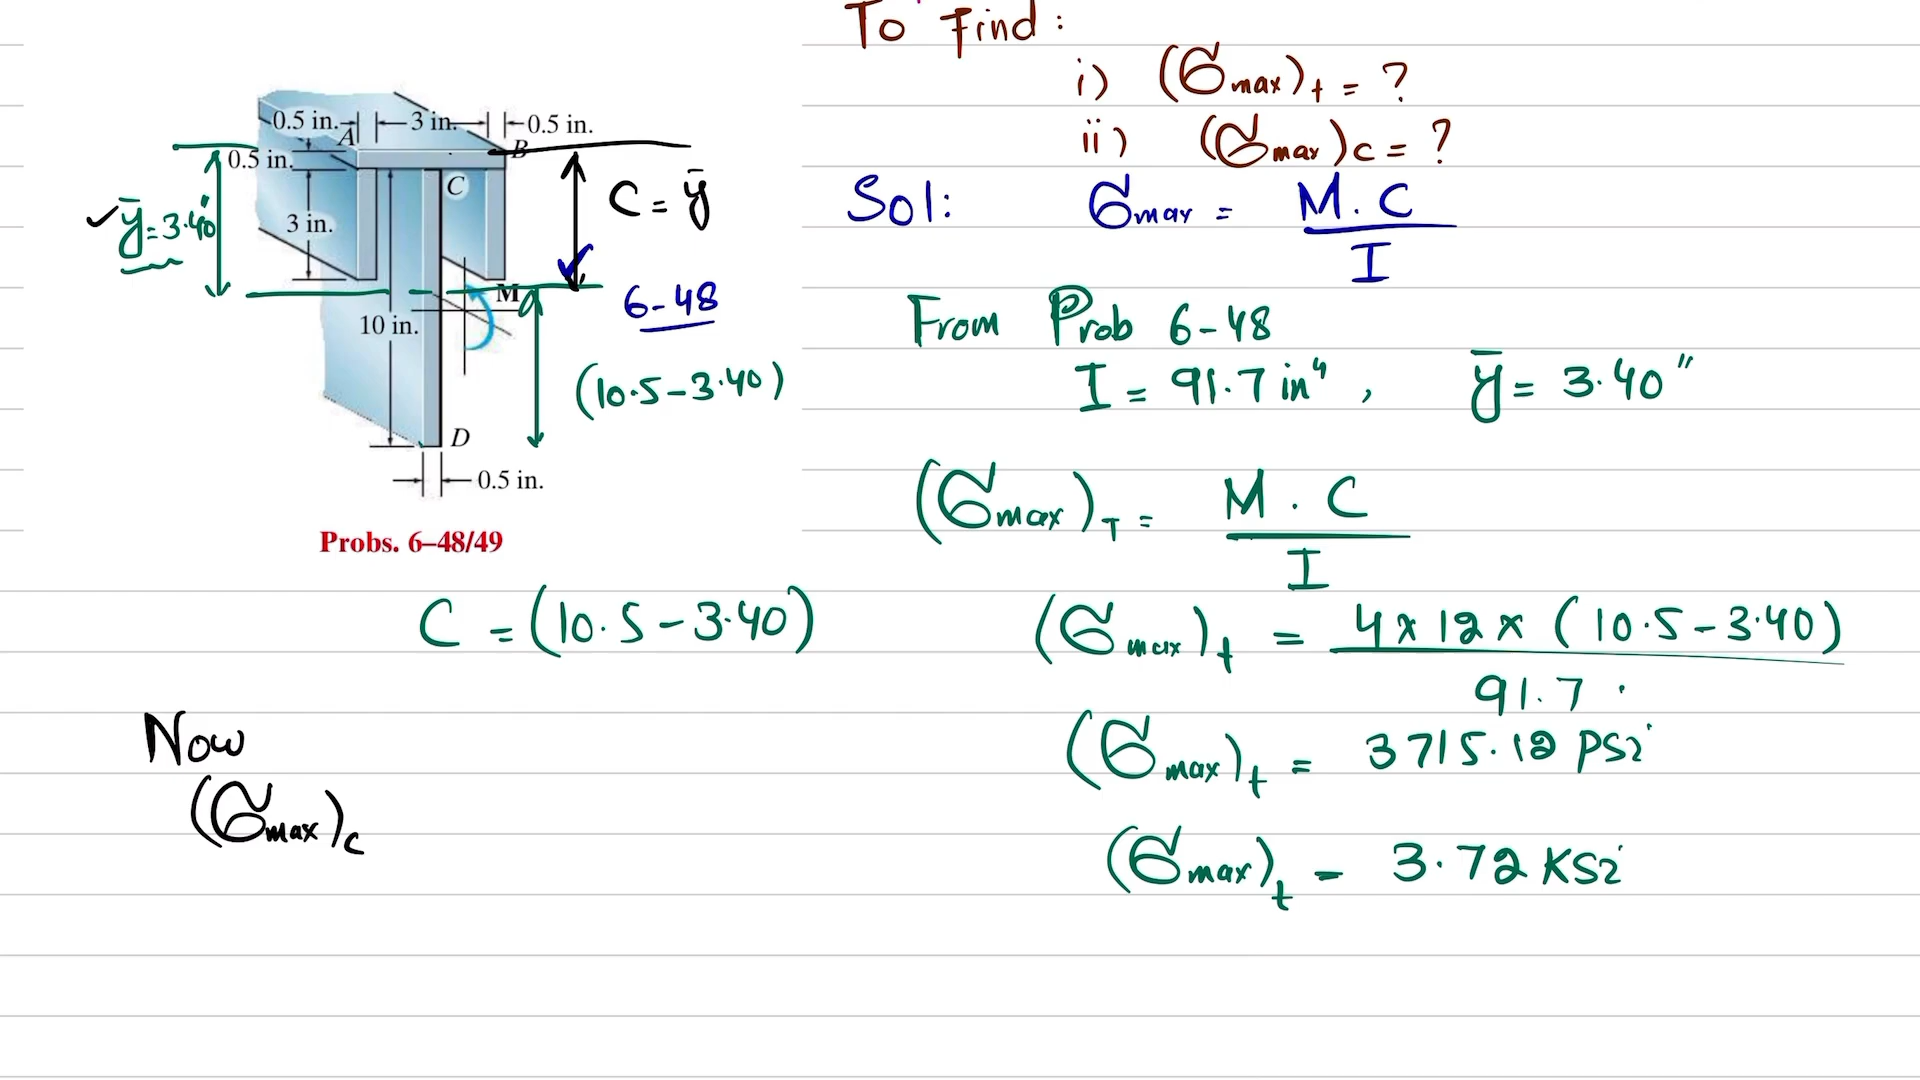 To Find :
i) (σmax)t = ?
ii) (σmax)c = ?
0.5 in. 3 in. 0.5 in.
A B
0.5 in.
C
3 in.
M
10 in.
D
0.5 in.
ȳ = 3.40"
C = ȳ
6-48
(10.5-3.40)
Probs. 6–48/49
C = (10.5-3.40)
Now
(σmax)c
Sol: σmax = M.C / I
From Prob 6-48
I = 91.7 in⁴, ȳ = 3.40"
(σmax)T = M . C / I
(σmax)t = 4 x 12 x (10.5-3.40) / 91.7
(σmax)t = 3715.12 psi
(σmax)t = 3.72 ksi